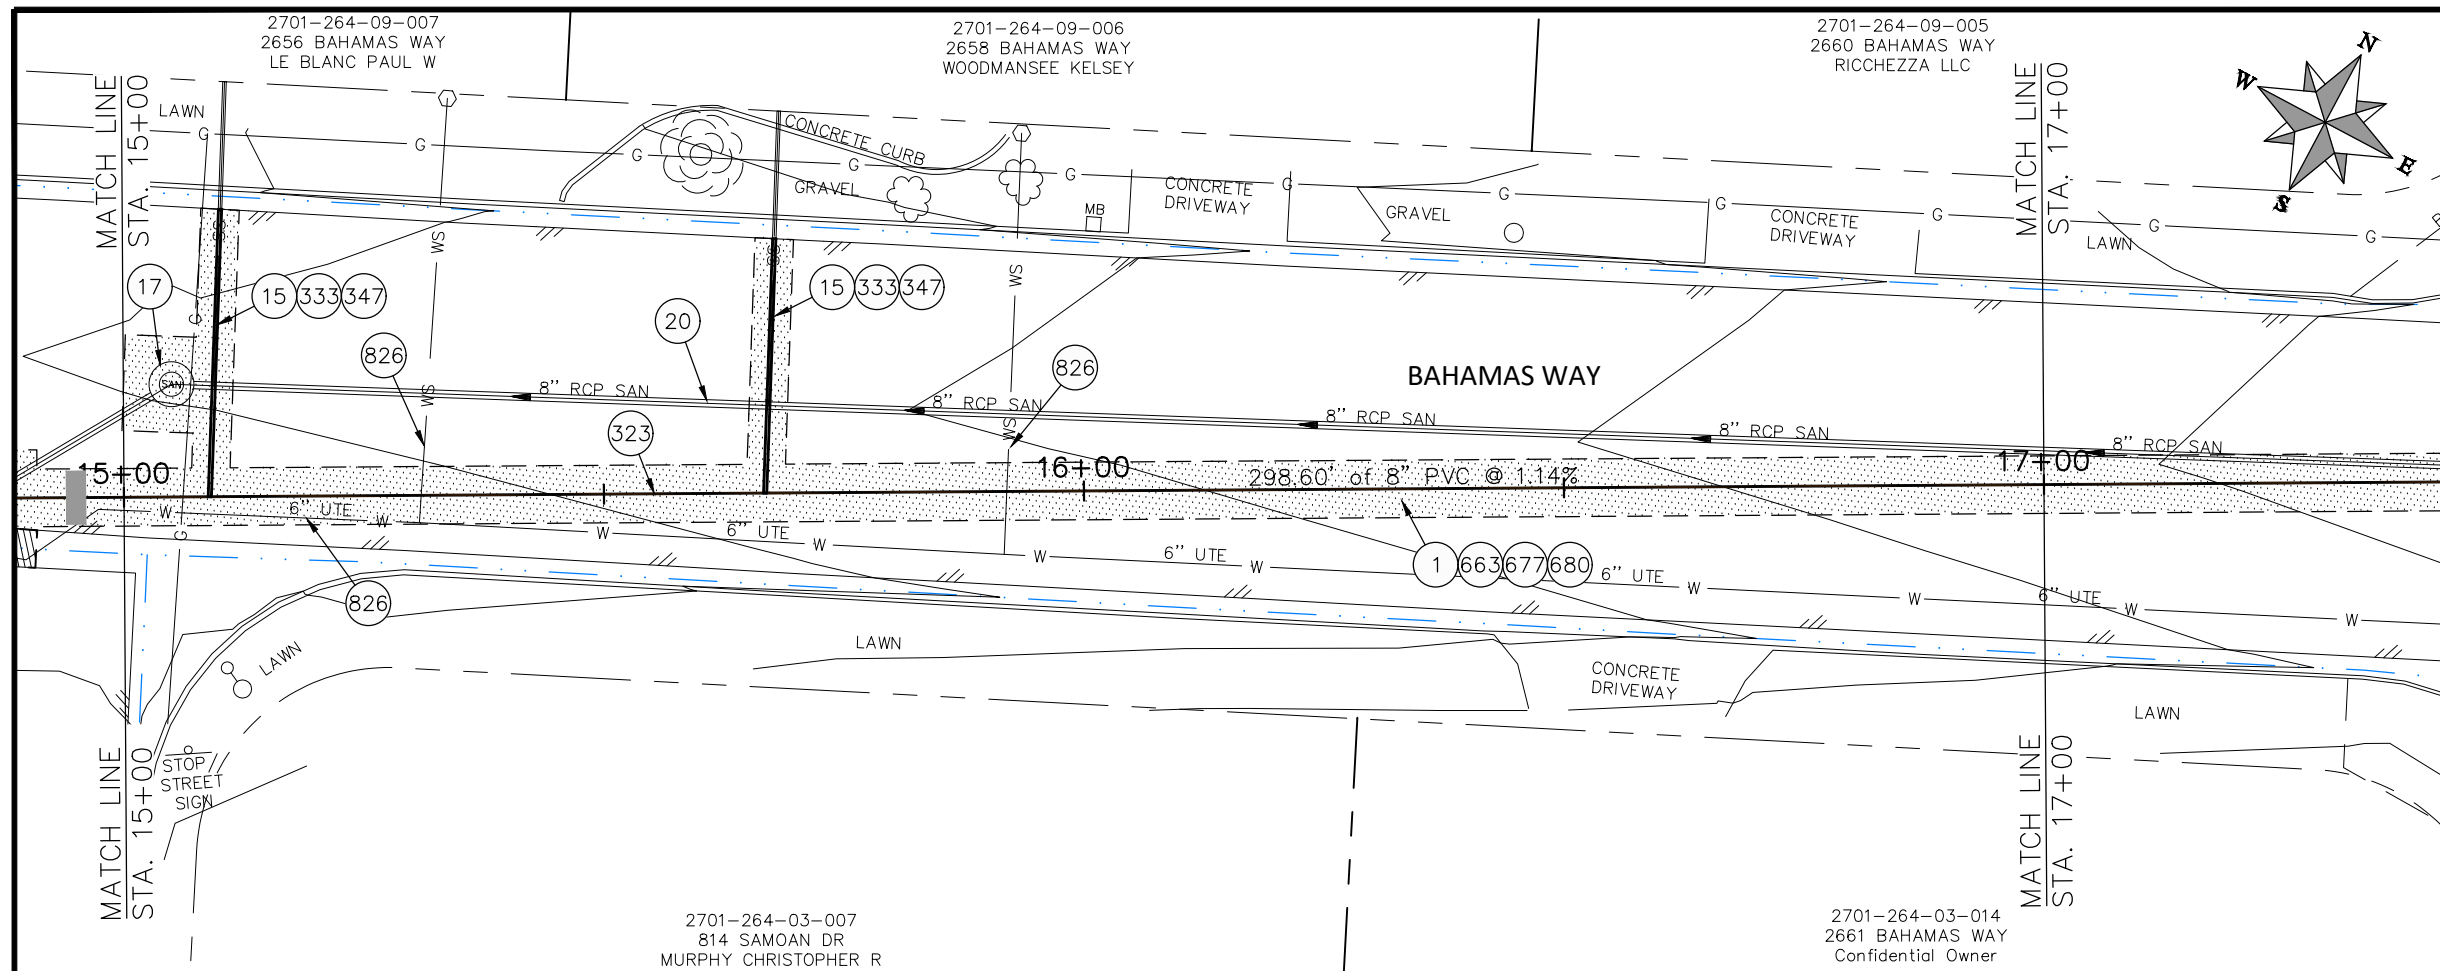 2701-264-09-007
2656 BAHAMAS WAY
LE BLANC PAUL W
2701-264-09-006
2658 BAHAMAS WAY
WOODMANSEE KELSEY
2701-264-09-005
2660 BAHAMAS WAY
RICCHEZZA LLC
N
W
E
S
MATCH LINE
STA. 15+00
MATCH LINE
STA. 17+00
LAWN
G
G
G
CONCRETE CURB
G
G
G
G
G
G
G
G
GRAVEL
MB
CONCRETE
DRIVEWAY
GRAVEL
CONCRETE
DRIVEWAY
LAWN
WS
WS
SS
SS
17
15
333
347
15
333
347
G
20
826
826
BAHAMAS WAY
SAN
WS
WS
8" RCP SAN
8" RCP SAN
8" RCP SAN
8" RCP SAN
8" RCP SAN
323
15+00
16+00
17+00
298.60' of 8" PVC @ 1.14%
W
6" UTE
W
W
6" UTE
W
W
6" UTE
W
6" UTE
W
W
6" UTE
W
W
G
1
663
677
680
826
LAWN
LAWN
CONCRETE
DRIVEWAY
LAWN
STOP
STREET
SIGN
MATCH LINE
STA. 15+00
MATCH LINE
STA. 17+00
2701-264-03-007
814 SAMOAN DR
MURPHY CHRISTOPHER R
2701-264-03-014
2661 BAHAMAS WAY
Confidential Owner